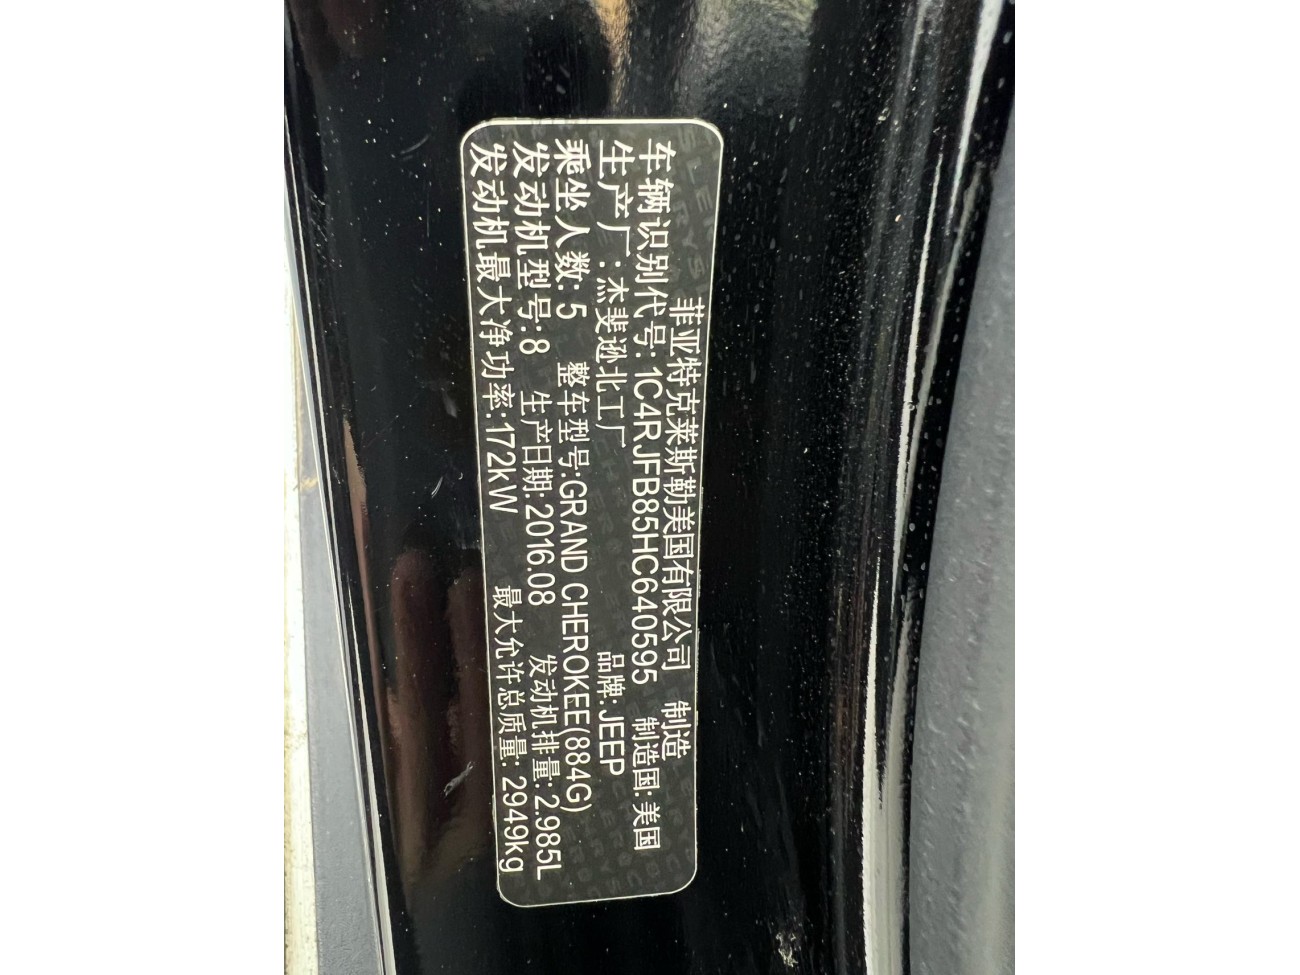 菲亚特克莱斯勒美国有限公司 制造
车辆识别代号: 1C4RJFB85HC640595 制造国: 美国
生产厂: 杰斐逊北工厂 品牌: JEEP
乘坐人数: 5 整车型号:GRAND CHEROKEE(884G)
发动机型号:8 生产日期: 2016.08 发动机排量: 2.985L
发动机最大净功率:172kW 最大允许总质量: 2949kg